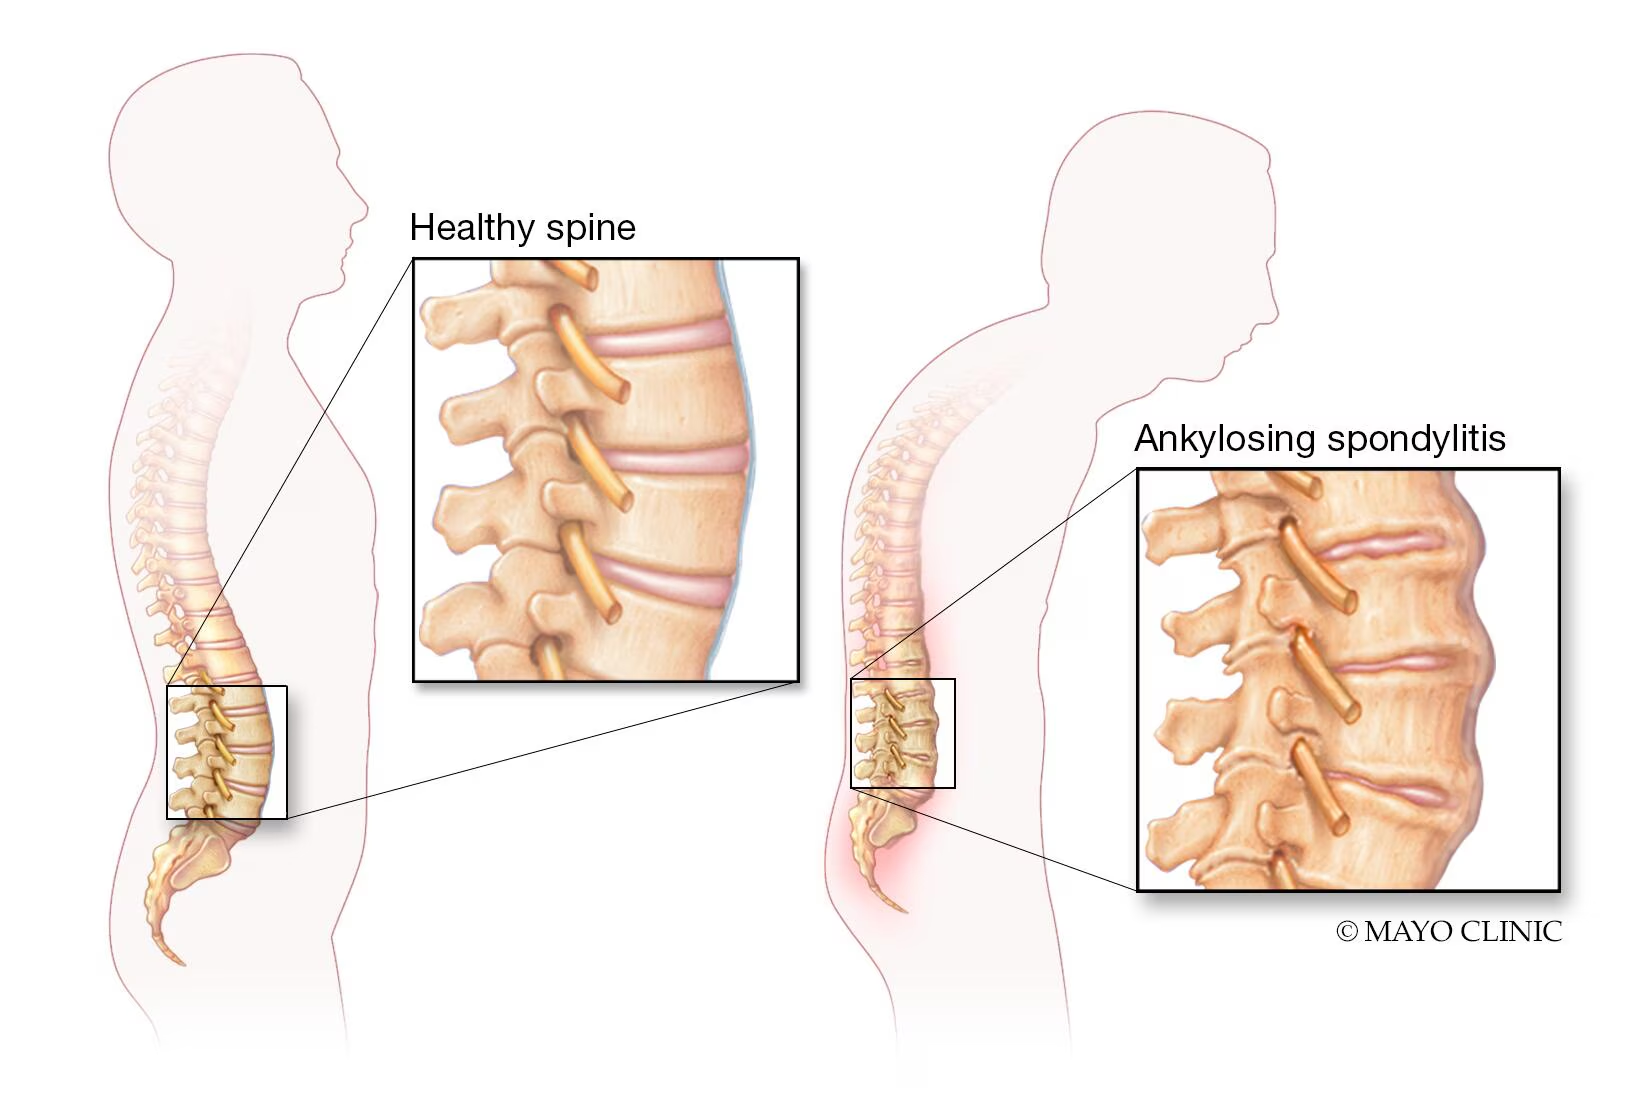 Healthy spine
Ankylosing spondylitis
© MAYO CLINIC